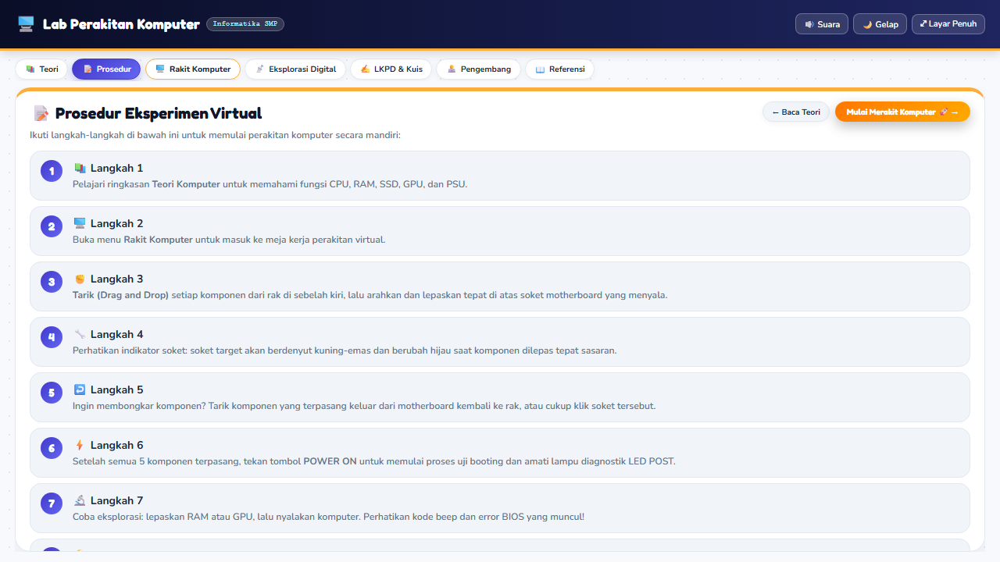 Lab Perakitan Komputer
Informatika SMP
Suara
Gelap
Layar Penuh
Teori
Prosedur
Rakit Komputer
Eksplorasi Digital
LKPD & Kuis
Pengembang
Referensi
Prosedur Eksperimen Virtual
← Baca Teori
Mulai Merakit Komputer 🚀 →
Ikuti langkah-langkah di bawah ini untuk memulai perakitan komputer secara mandiri:
1
Langkah 1
Pelajari ringkasan Teori Komputer untuk memahami fungsi CPU, RAM, SSD, GPU, dan PSU.
2
Langkah 2
Buka menu Rakit Komputer untuk masuk ke meja kerja perakitan virtual.
3
Langkah 3
Tarik (Drag and Drop) setiap komponen dari rak di sebelah kiri, lalu arahkan dan lepaskan tepat di atas soket motherboard yang menyala.
4
Langkah 4
Perhatikan indikator soket: soket target akan berdenyut kuning-emas dan berubah hijau saat komponen dilepas tepat sasaran.
5
Langkah 5
Ingin membongkar komponen? Tarik komponen yang terpasang keluar dari motherboard kembali ke rak, atau cukup klik soket tersebut.
6
Langkah 6
Setelah semua 5 komponen terpasang, tekan tombol POWER ON untuk memulai proses uji booting dan amati lampu diagnostik LED POST.
7
Langkah 7
Coba eksplorasi: lepaskan RAM atau GPU, lalu nyalakan komputer. Perhatikan kode beep dan error BIOS yang muncul!